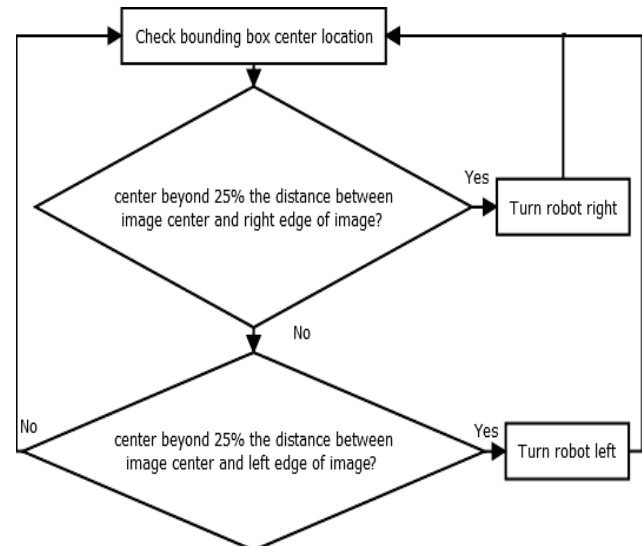 Check bounding box center location
center beyond 25% the distance between
image center and right edge of image?
Yes
Turn robot right
No
No
center beyond 25% the distance between
image center and left edge of image?
Yes
Turn robot left